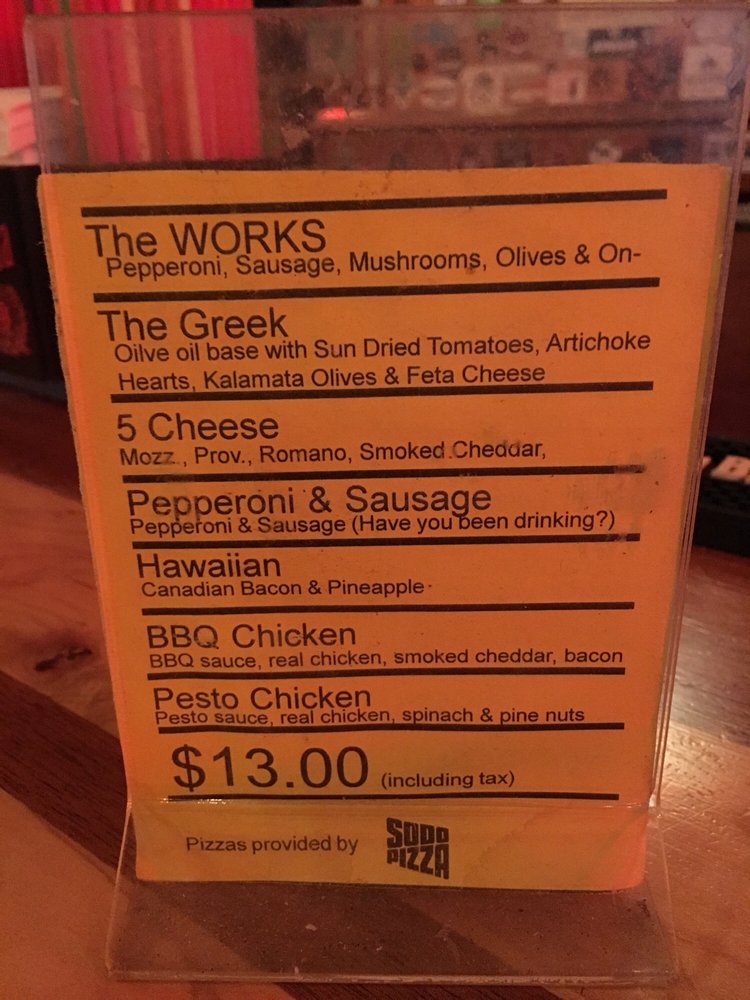 The WORKS
Pepperoni, Sausage, Mushrooms, Olives & On-
The Greek
Oilve oil base with Sun Dried Tomatoes, Artichoke
Hearts, Kalamata Olives & Feta Cheese
5 Cheese
Mozz., Prov., Romano, Smoked Cheddar,
Pepperoni & Sausage
Pepperoni & Sausage (Have you been drinking?)
Hawaiian
Canadian Bacon & Pineapple
BBQ Chicken
BBQ sauce, real chicken, smoked cheddar, bacon
Pesto Chicken
Pesto sauce, real chicken, spinach & pine nuts
$13.00 (including tax)
Pizzas provided by
SODO
PIZZA